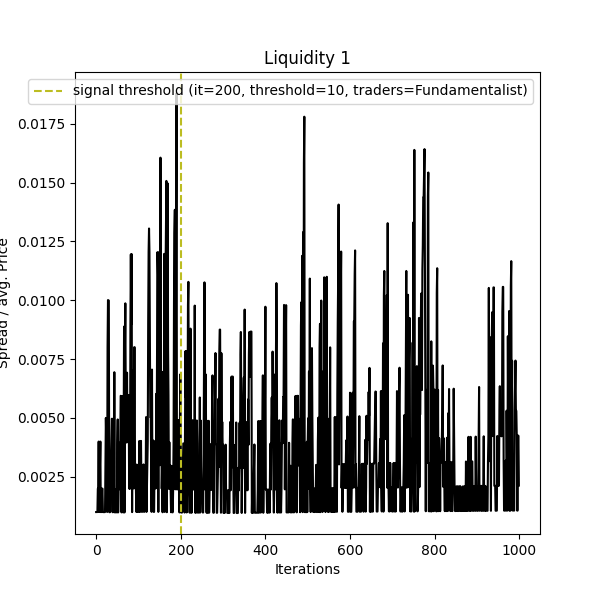 Liquidity 1
signal threshold (it=200, threshold=10, traders=Fundamentalist)
0.0175
0.0150
0.0125
0.0100
0.0075
0.0050
0.0025
Spread / avg. Price
0 200 400 600 800 1000
Iterations